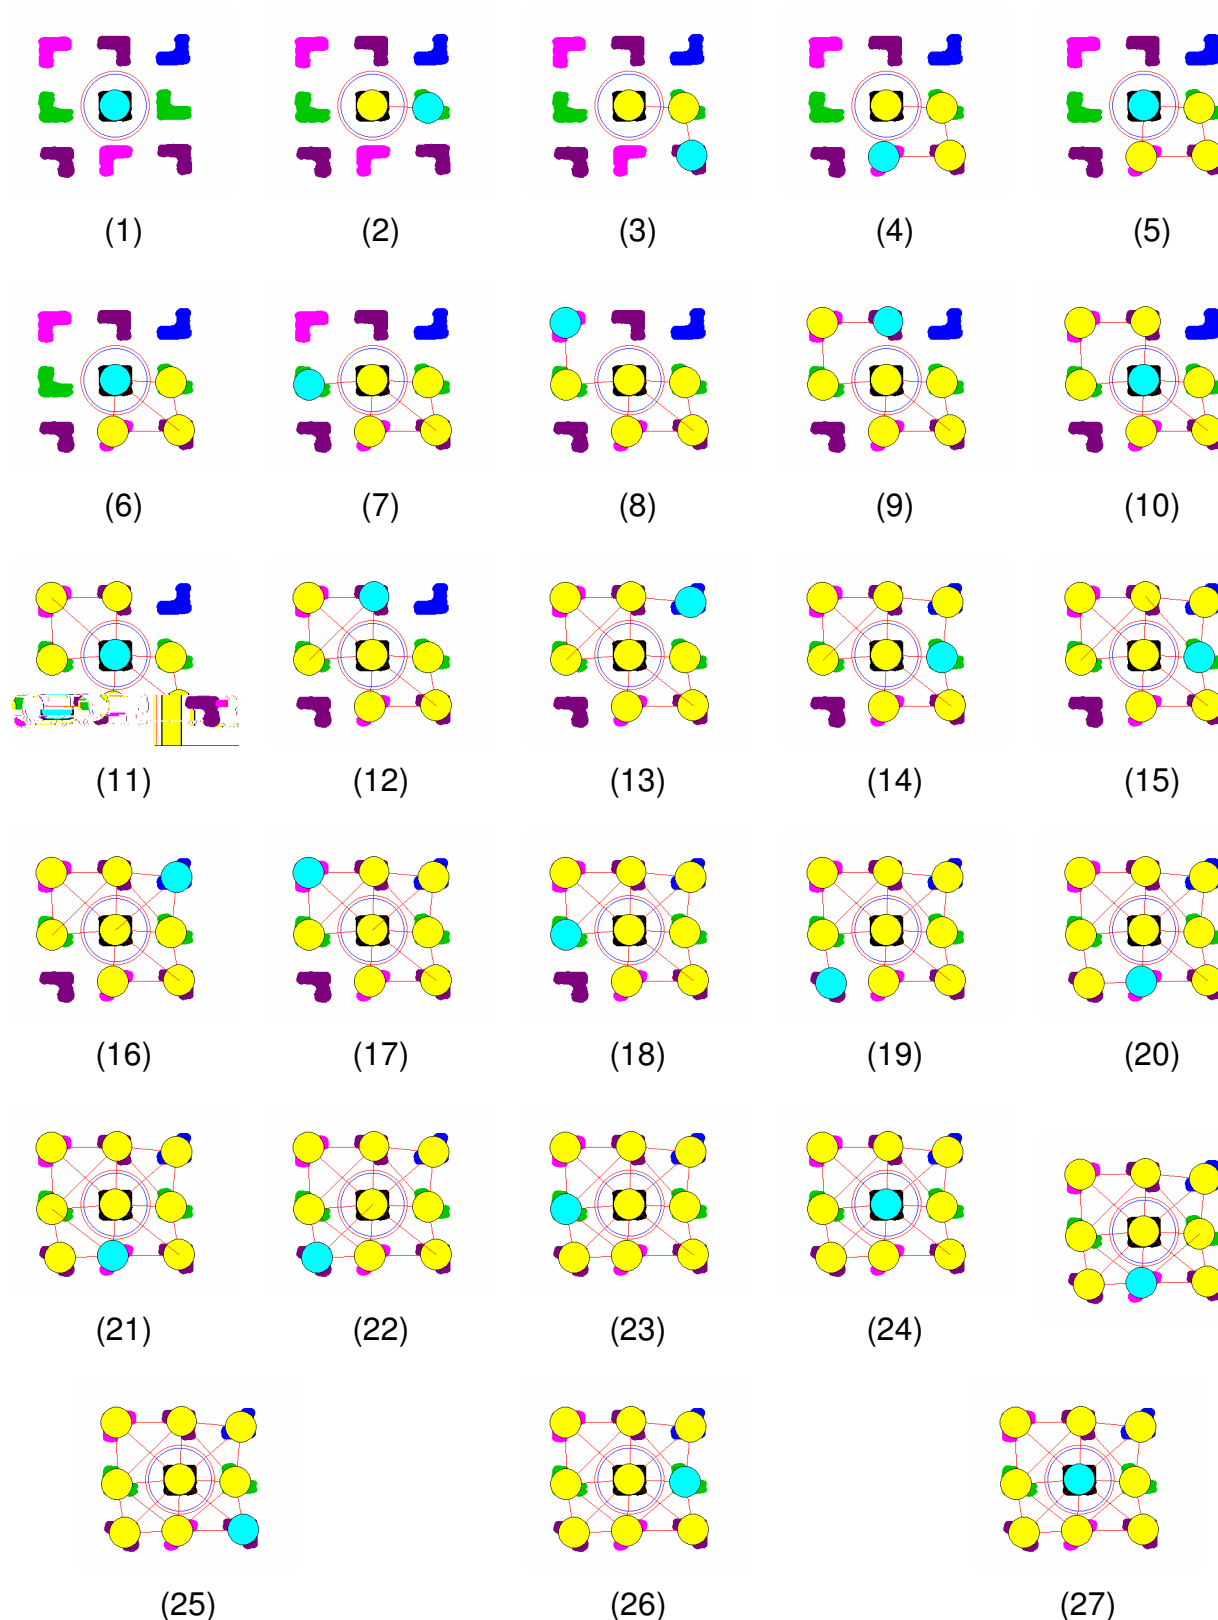 (1) (2) (3) (4) (5)
(6) (7) (8) (9) (10)
(11) (12) (13) (14) (15)
(16) (17) (18) (19) (20)
(21) (22) (23) (24)
(25) (26) (27)